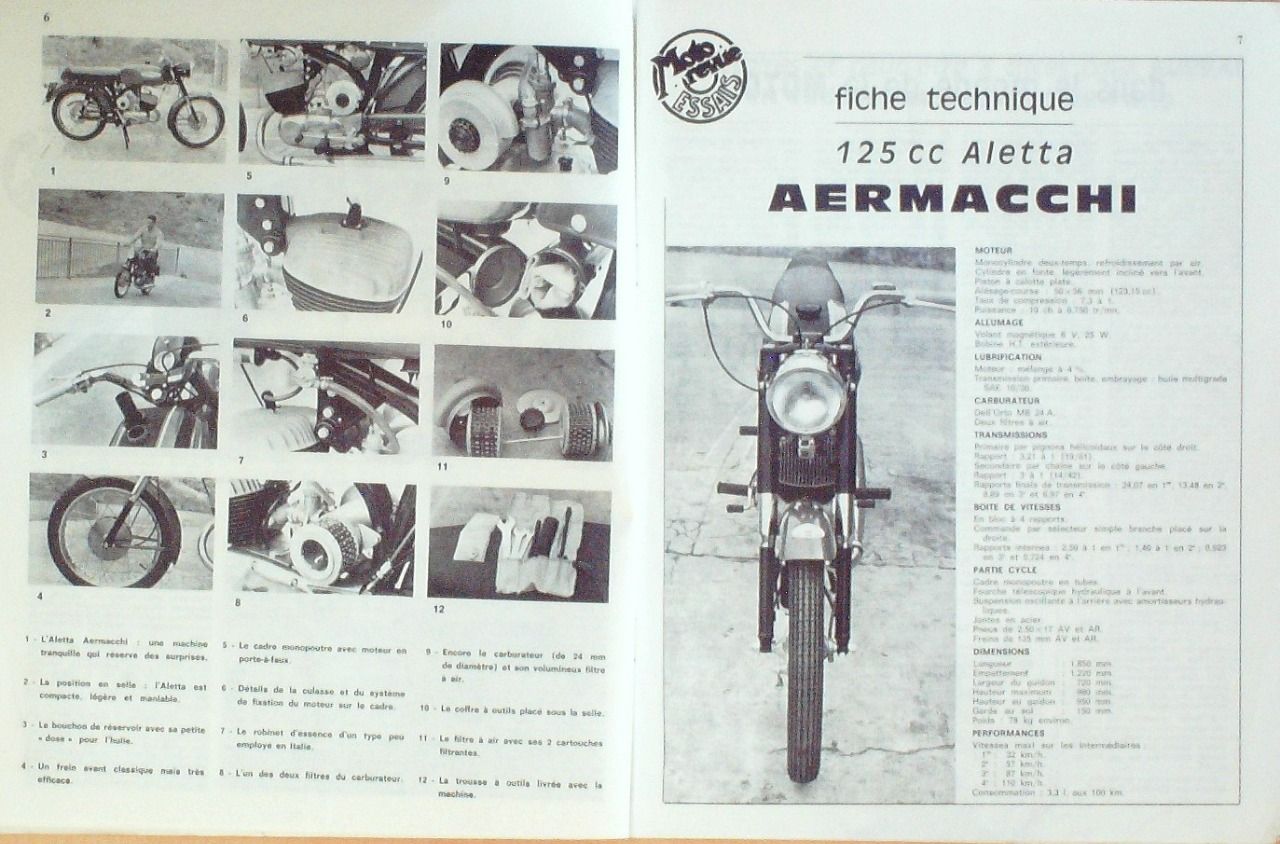 6
1
5
9
2
6
10
3
7
11
4
8
12
1 - L'Aletta Aermacchi : une machine
tranquille qui réserve des surprises.
2 - La position en selle : l'Aletta est
compacte, légère et maniable.
3 - Le bouchon de réservoir avec sa petite
« dose » pour l'huile.
4 - Un frein avant classique mais très
efficace.
5 - Le cadre monopoutre avec moteur en
porte-à-faux.
6 - Détails de la culasse et du système
de fixation du moteur sur le cadre.
7 - Le robinet d'essence d'un type peu
employé en Italie.
8 - L'un des deux filtres du carburateur.
9 - Encore le carburateur (de 24 mm
de diamètre) et son volumineux filtre
à air.
10 - Le coffre à outils placé sous la selle.
11 - Le filtre à air avec ses 2 cartouches
filtrantes.
12 - La trousse à outils livrée avec la
machine.
7
Moto
revue
ESSAIS
fiche technique
125 cc Aletta
AERMACCHI
MOTEUR
Monocylindre deux-temps, refroidissement par air.
Cylindre en fonte, légèrement incliné vers l'avant.
Piston à calotte plate.
Alésage-course : 50 × 56 mm (123,15 cc).
Taux de compression : 7,3 à 1.
Puissance : 10 ch à 6.750 tr/mn.
ALLUMAGE
Volant magnétique 6 V, 25 W.
Bobine H.T. extérieure.
LUBRIFICATION
Moteur : mélange à 4 %.
Transmission primaire, boîte, embrayage : huile multigrade
SAE 10/30.
CARBURATEUR
Dell'Orto MB 24 A.
Deux filtres à air.
TRANSMISSIONS
Primaire par pignons hélicoïdaux sur le côté droit.
Rapport : 3,21 à 1 (19/61).
Secondaire par chaîne sur le côté gauche.
Rapport : 3 à 1 (14/42).
Rapports finals de transmission : 24,07 en 1re, 13,48 en 2e,
8,89 en 3e et 6,97 en 4e.
BOITE DE VITESSES
En bloc à 4 rapports.
Commande par sélecteur simple branche placé sur la
droite.
Rapports internes : 2,50 à 1 en 1re ; 1,40 à 1 en 2e ; 0,923
en 3e et 0,724 en 4e.
PARTIE CYCLE
Cadre monopoutre en tubes.
Fourche télescopique hydraulique à l'avant.
Suspension oscillante à l'arrière avec amortisseurs hydrau-
liques.
Jantes en acier.
Pneus de 2,50×17 AV et AR.
Freins de 135 mm AV et AR.
DIMENSIONS
Longueur : 1.850 mm.
Empattement : 1.220 mm.
Largeur du guidon : 720 mm.
Hauteur maximum : 980 mm.
Hauteur au guidon : 950 mm.
Garde au sol : 150 mm.
Poids : 78 kg environ.
PERFORMANCES
Vitesses maxi sur les intermédiaires :
1re : 32 km/h.
2e : 57 km/h.
3e : 87 km/h.
4e : 110 km/h.
Consommation : 3,3 l. aux 100 km.